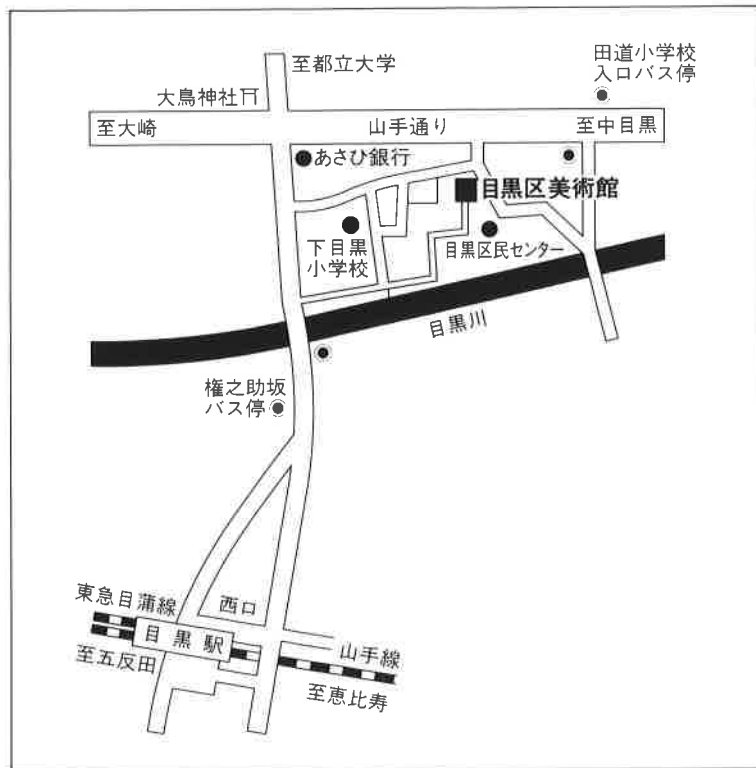 至都立大学
田道小学校
入口バス停
大鳥神社
至大崎
山手通り
至中目黒
あさひ銀行
目黒区美術館
下目黒
小学校
目黒区民センター
目黒川
権之助坂
バス停
東急目蒲線
西口
目黒駅
山手線
至五反田
至恵比寿